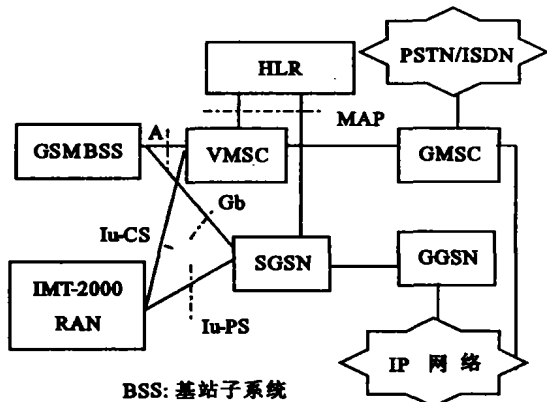 HLR
PSTN/ISDN
MAP
A
GSMBSS
VMSC
GMSC
Gb
Iu-CS
SGSN
GGSN
IMT-2000
RAN
Iu-PS
IP 网 络
BSS: 基站子系统